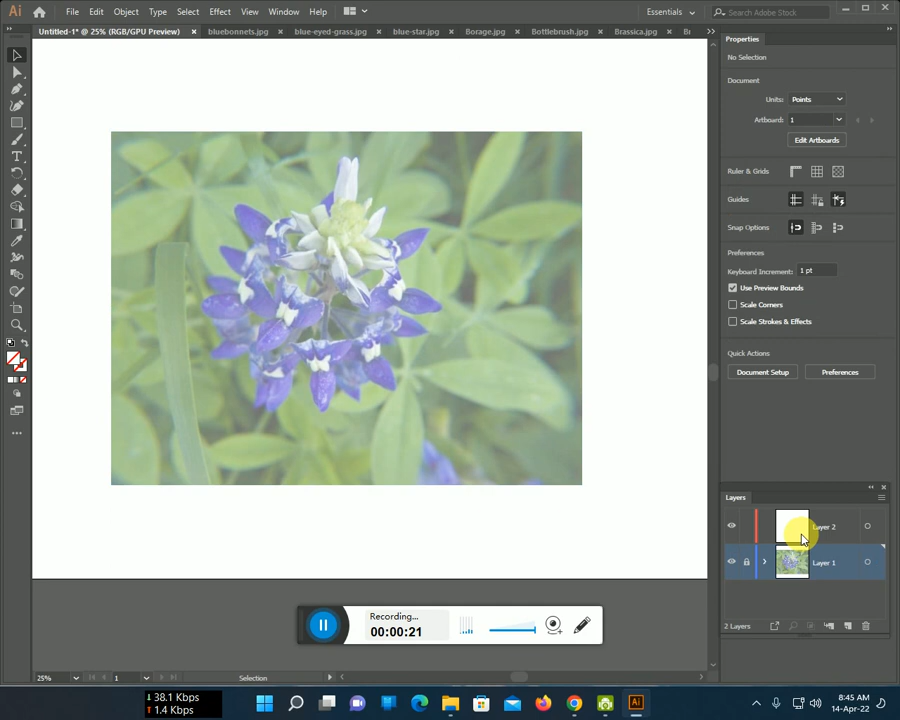 Ai File Edit Object Type Select Effect View Window Help Essentials Search Adobe Stock
Untitled-1* @ 25% (RGB/GPU Preview) × bluebonnets.jpg × blue-eyed-grass.jpg × blue-star.jpg × Borage.jpg × Bottlebrush.jpg × Brassica.jpg × Br
Properties
No Selection
Document
Units: Points
Artboard: 1
Edit Artboards
Ruler & Grids
Guides
Snap Options
Preferences
Keyboard Increment: 1 pt
Use Preview Bounds
Scale Corners
Scale Strokes & Effects
Quick Actions
Document Setup Preferences
Layers
Layer 2
Layer 1
2 Layers
Recording...
00:00:21
25% 1 Selection
38.1 Kbps
1.4 Kbps
Ai
8:45 AM
14-Apr-22